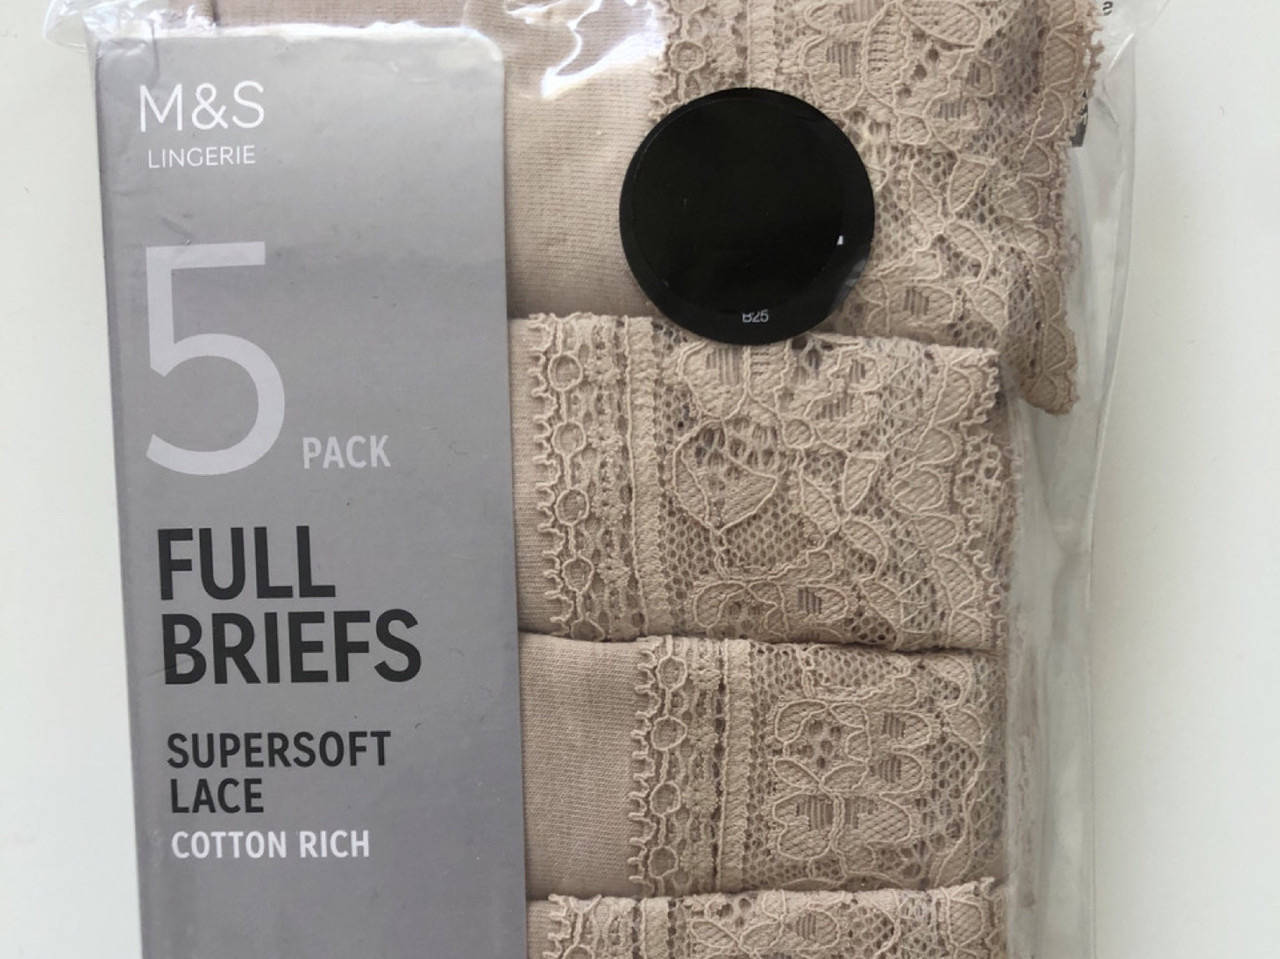 M&S
LINGERIE
5
PACK
FULL
BRIEFS
SUPERSOFT
LACE
COTTON RICH
B25